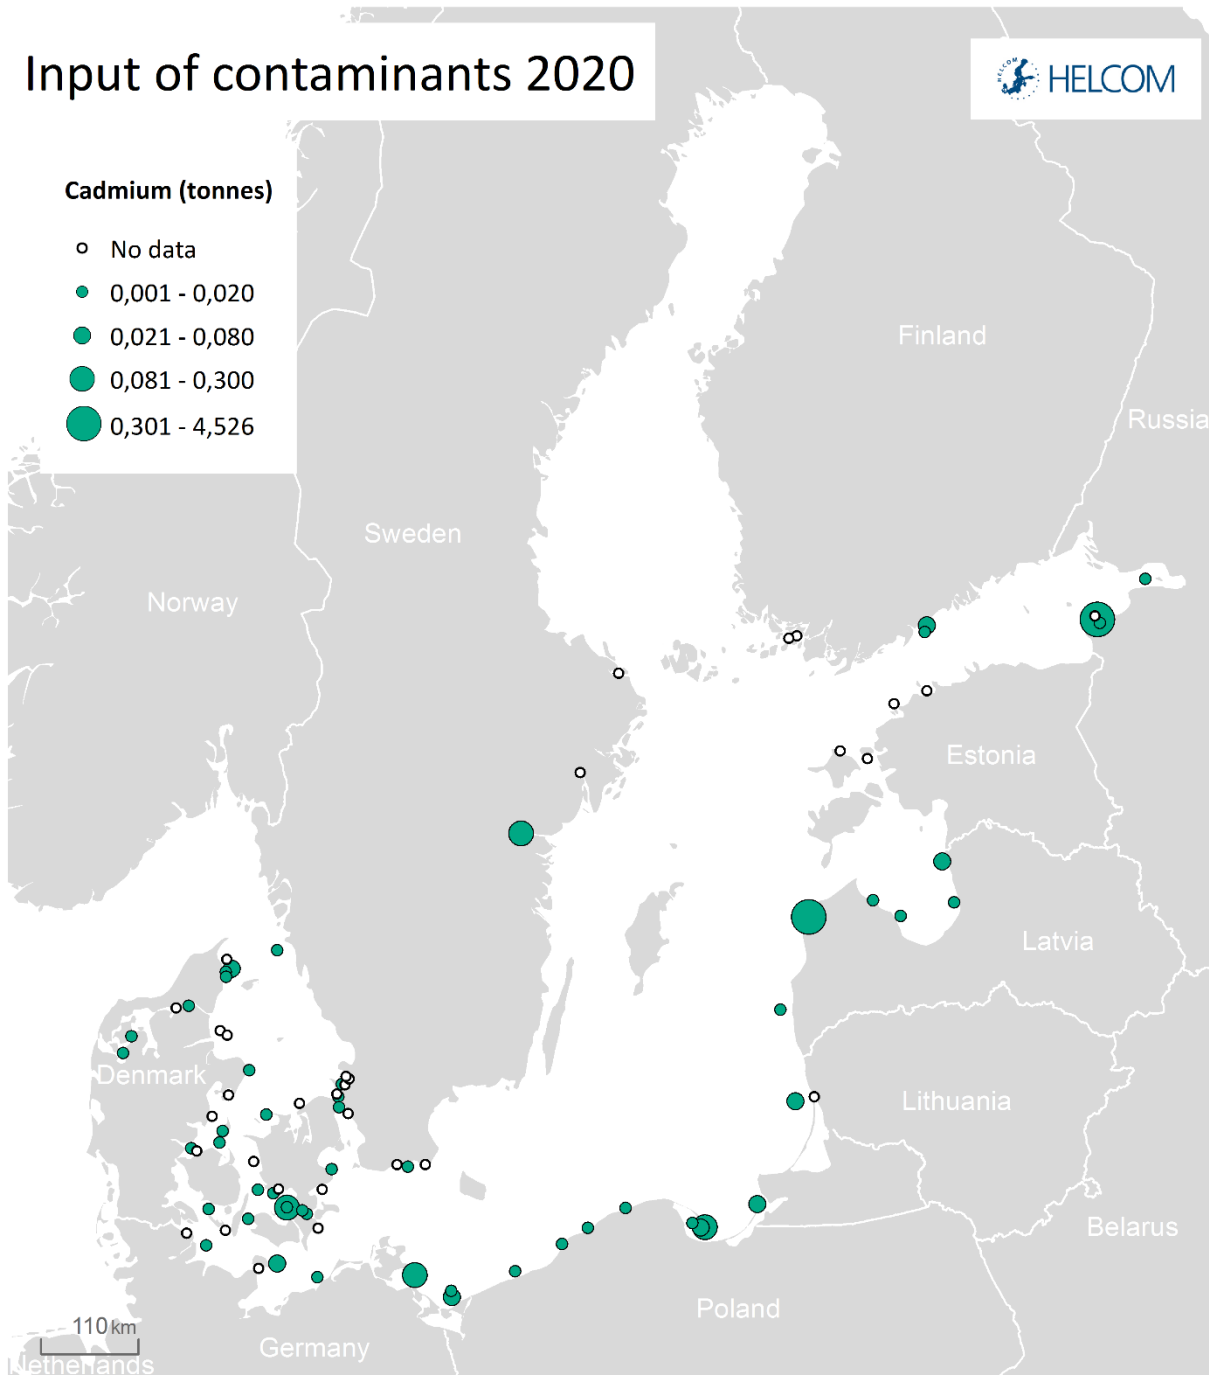 Input of contaminants 2020
HELCOM
HELCOM
Cadmium (tonnes)
No data
0,001 - 0,020
0,021 - 0,080
0,081 - 0,300
0,301 - 4,526
Finland
Russia
Sweden
Norway
Estonia
Latvia
Denmark
Lithuania
Belarus
Poland
110 km
Germany
Netherlands